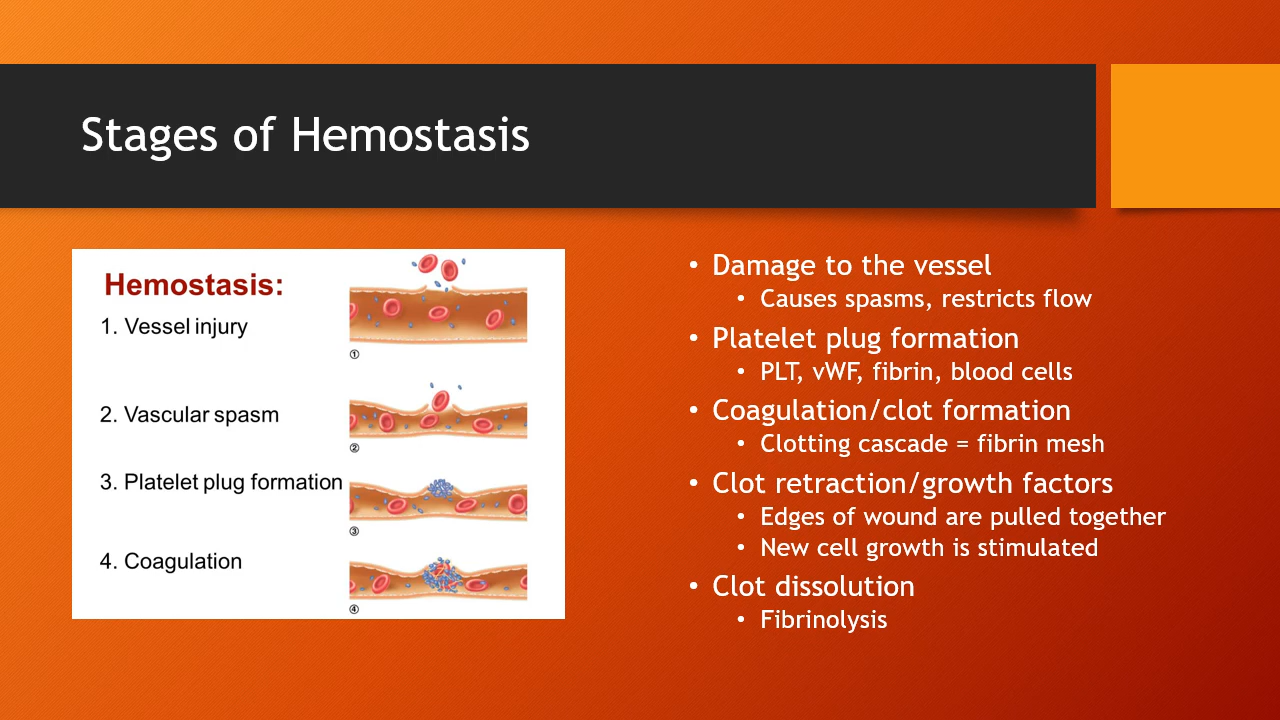 Stages of Hemostasis
Hemostasis:
1. Vessel injury
①
2. Vascular spasm
②
3. Platelet plug formation
③
4. Coagulation
④
• Damage to the vessel
• Causes spasms, restricts flow
• Platelet plug formation
• PLT, vWF, fibrin, blood cells
• Coagulation/clot formation
• Clotting cascade = fibrin mesh
• Clot retraction/growth factors
• Edges of wound are pulled together
• New cell growth is stimulated
• Clot dissolution
• Fibrinolysis